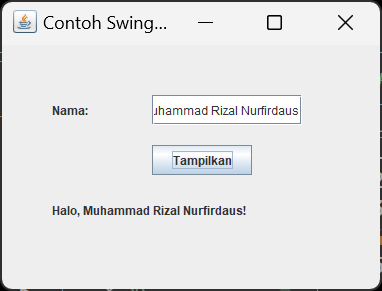 Contoh Swing...
Nama: uhammad Rizal Nurfirdaus
Tampilkan
Halo, Muhammad Rizal Nurfirdaus!